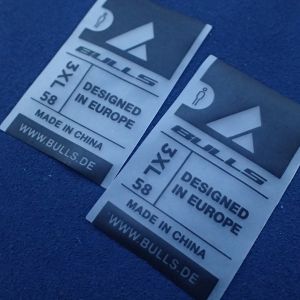 BULLS
3XL
58
DESIGNED
IN EUROPE
MADE IN CHINA
WWW.BULLS.DE
BULLS
3XL
58
DESIGNED
IN EUROPE
MADE IN CHINA
WWW.BULLS.DE